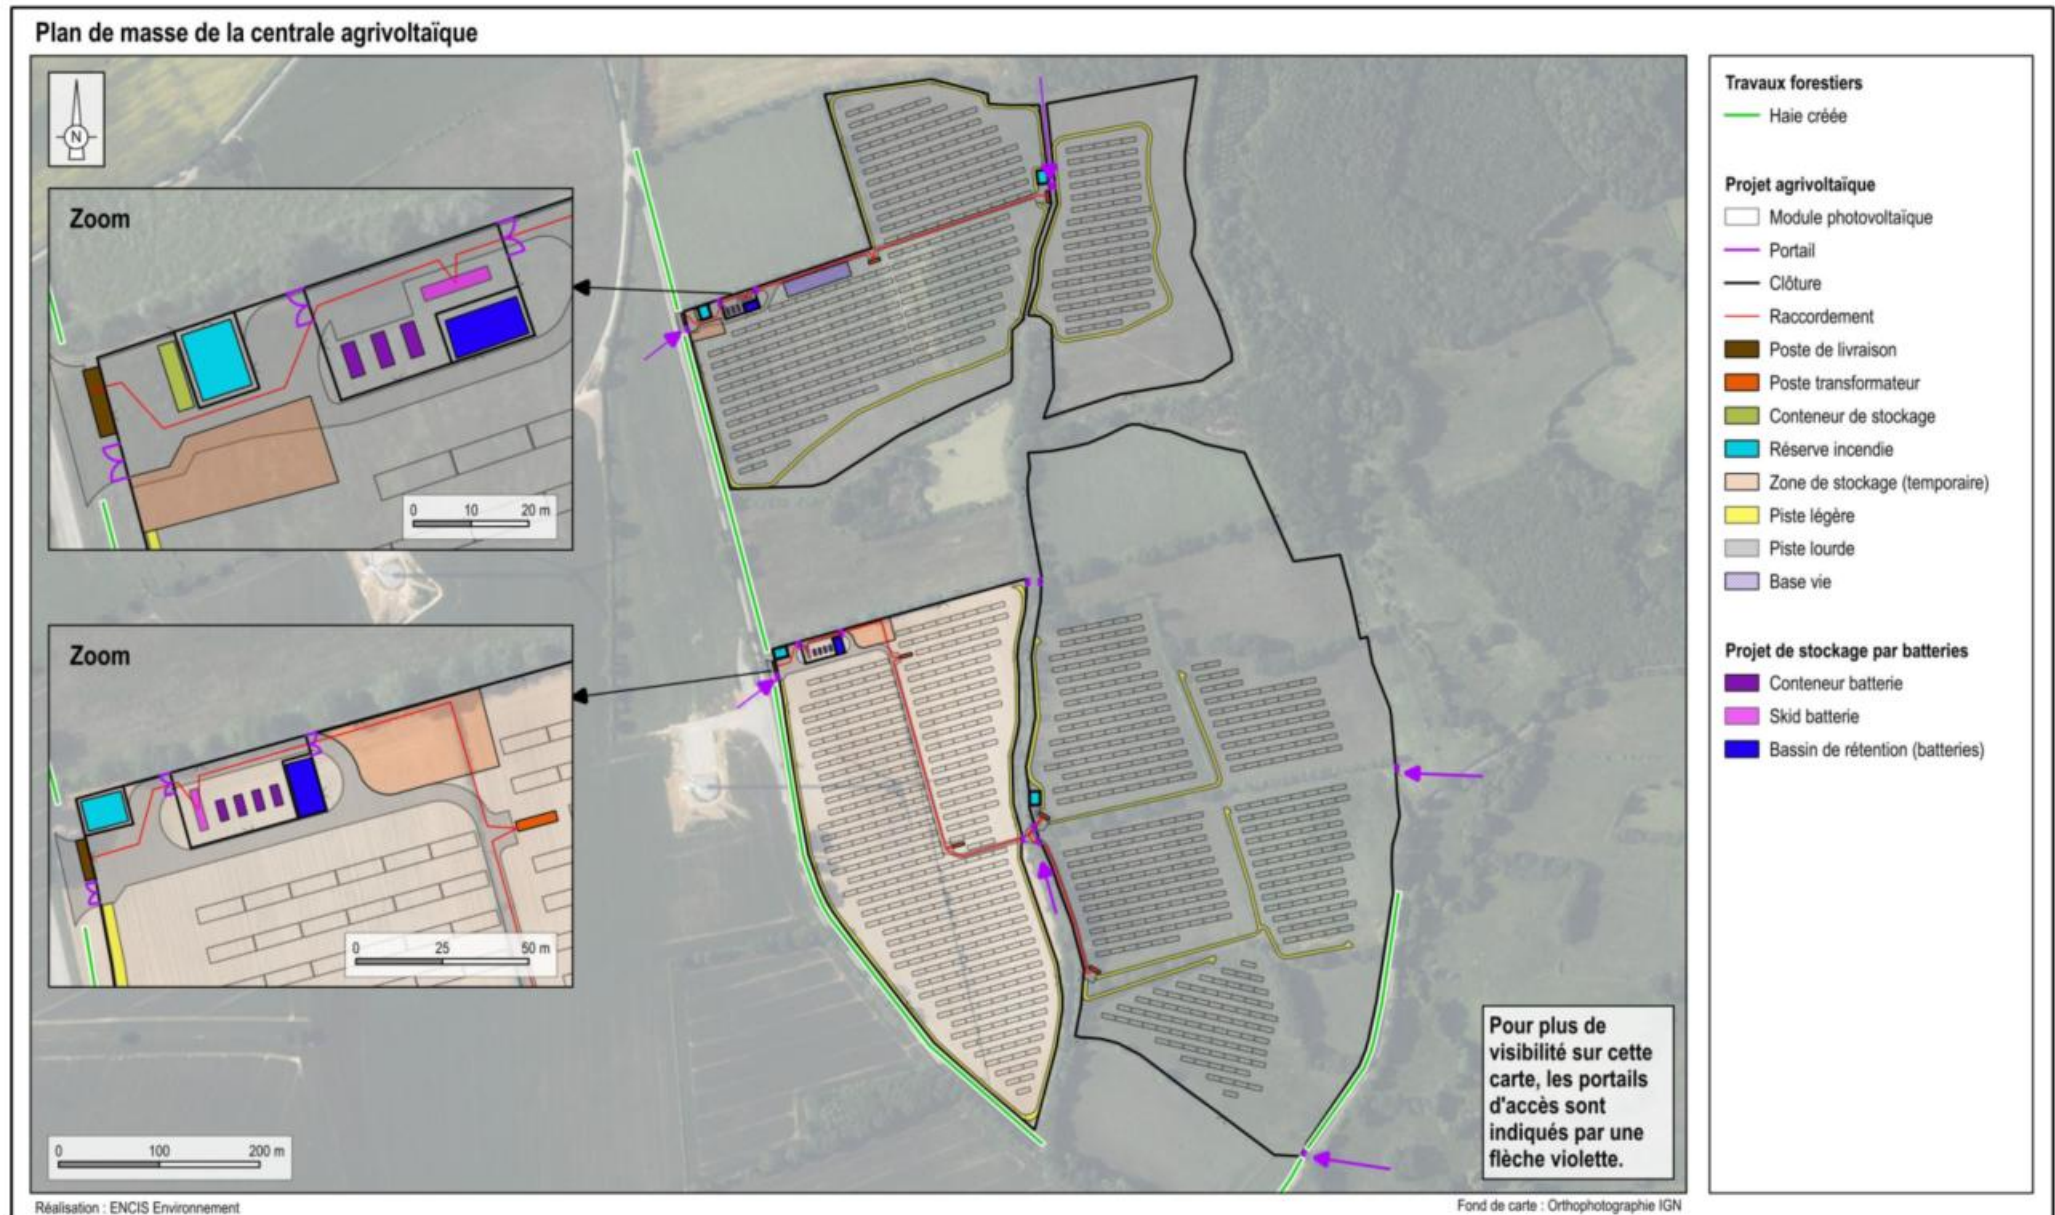 Plan de masse de la centrale agrivoltaïque
N
Zoom
0 10 20 m
Zoom
0 25 50 m
0 100 200 m
Pour plus de
visibilité sur cette
carte, les portails
d'accès sont
indiqués par une
flèche violette.
Travaux forestiers
Haie créée
Projet agrivoltaïque
Module photovoltaïque
Portail
Clôture
Raccordement
Poste de livraison
Poste transformateur
Conteneur de stockage
Réserve incendie
Zone de stockage (temporaire)
Piste légère
Piste lourde
Base vie
Projet de stockage par batteries
Conteneur batterie
Skid batterie
Bassin de rétention (batteries)
Réalisation : ENCIS Environnement
Fond de carte : Orthophotographie IGN